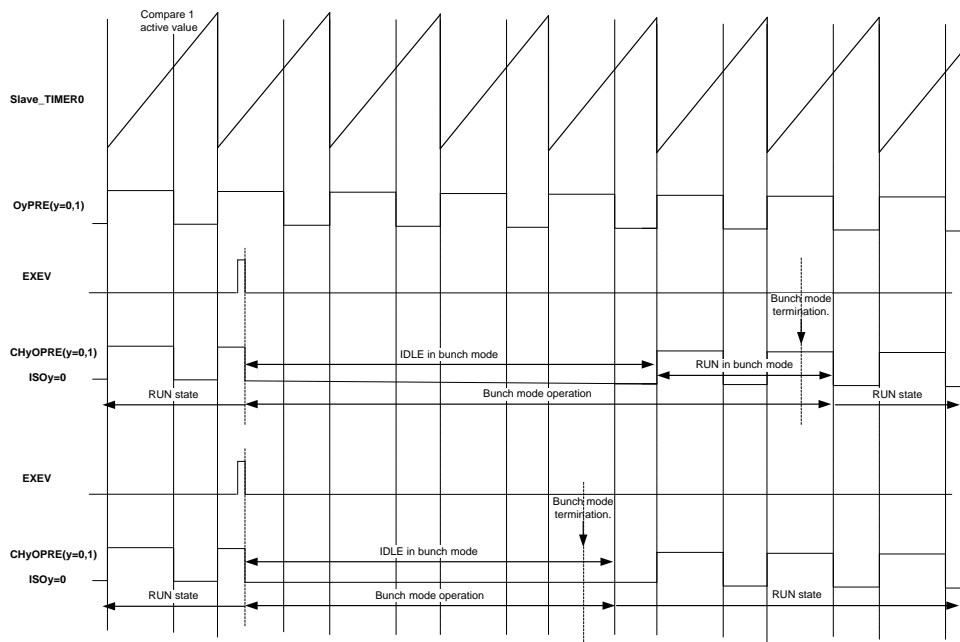 Compare 1
active value
Slave_TIMER0
OyPRE(y=0,1)
EXEV
Bunch mode
termination.
CHyOPRE(y=0,1)
IDLE in bunch mode
RUN in bunch mode
ISOy=0
RUN state
Bunch mode operation
RUN state
EXEV
Bunch mode
termination.
CHyOPRE(y=0,1)
IDLE in bunch mode
ISOy=0
RUN state
Bunch mode operation
RUN state